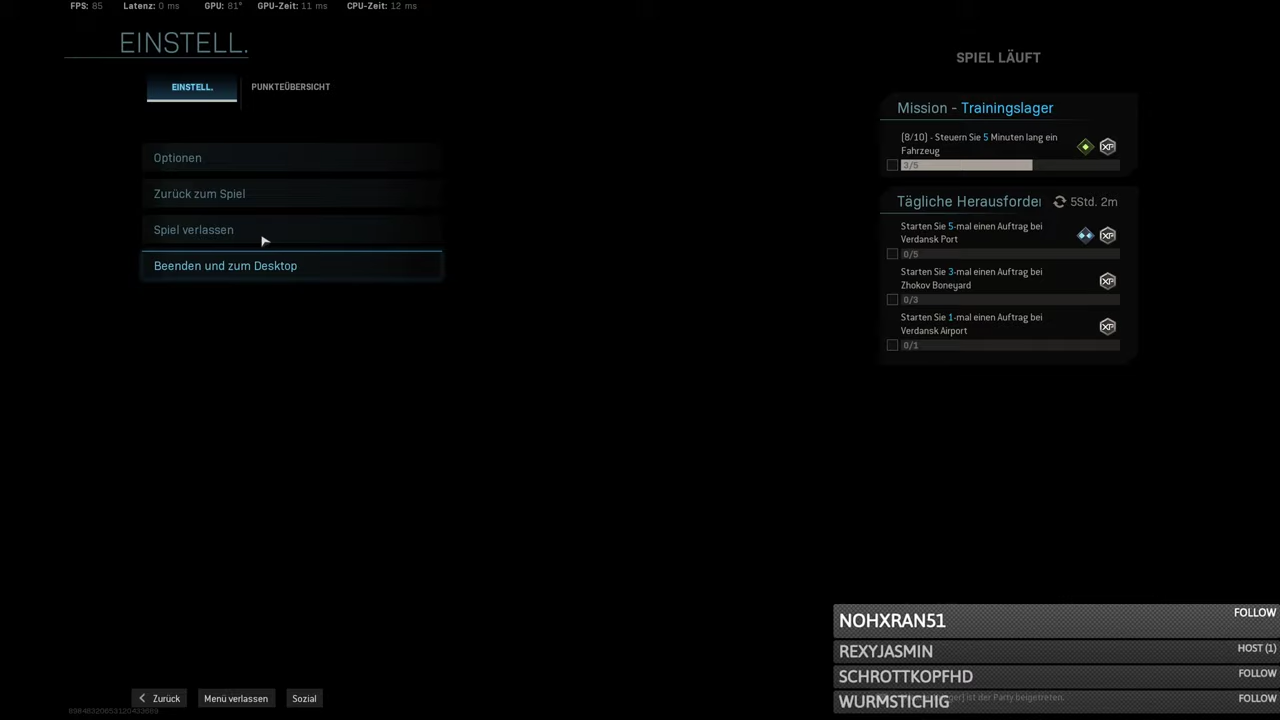 FPS: 85 Latenz: 0 ms GPU: 81° GPU-Zeit: 11 ms CPU-Zeit: 12 ms
EINSTELL.
EINSTELL. PUNKTEÜBERSICHT
Optionen
Zurück zum Spiel
Spiel verlassen
Beenden und zum Desktop
SPIEL LÄUFT
Mission - Trainingslager
(8/10) - Steuern Sie 5 Minuten lang ein
Fahrzeug
XP
3/5
Tägliche Herausforder 5Std. 2m
Starten Sie 5-mal einen Auftrag bei
Verdansk Port
XP
0/5
Starten Sie 3-mal einen Auftrag bei
Zhokov Boneyard
XP
0/3
Starten Sie 1-mal einen Auftrag bei
Verdansk Airport
XP
0/1
NOHXRAN51 FOLLOW
REXYJASMIN HOST (1)
SCHROTTKOPFHD FOLLOW
WURMSTICHIG FOLLOW
ist der Party beigetreten.
Zurück Menü verlassen Sozial